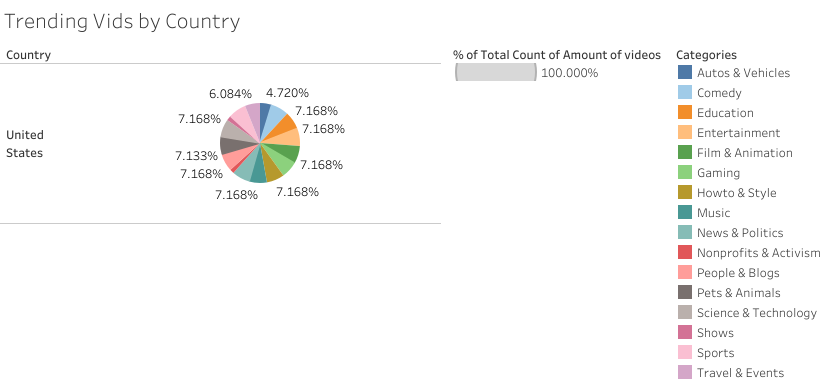 Trending Vids by Country
Country
United
States
6.084%
4.720%
7.168%
7.168%
7.168%
7.168%
7.168%
7.168%
7.133%
7.168%
% of Total Count of Amount of videos
100.000%
Categories
Autos & Vehicles
Comedy
Education
Entertainment
Film & Animation
Gaming
Howto & Style
Music
News & Politics
Nonprofits & Activism
People & Blogs
Pets & Animals
Science & Technology
Shows
Sports
Travel & Events